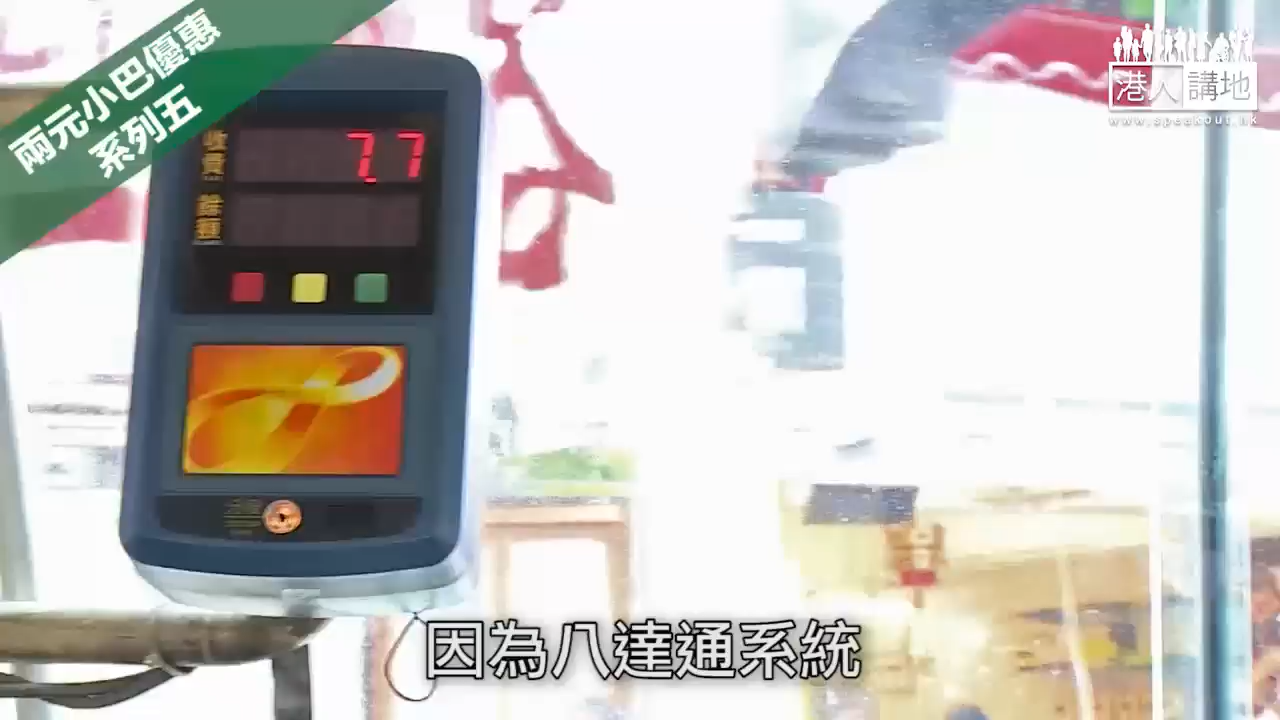 兩元小巴優惠
系列五
港人講地
www.speakout.hk
收費
7.7
餘額
因為八達通系統